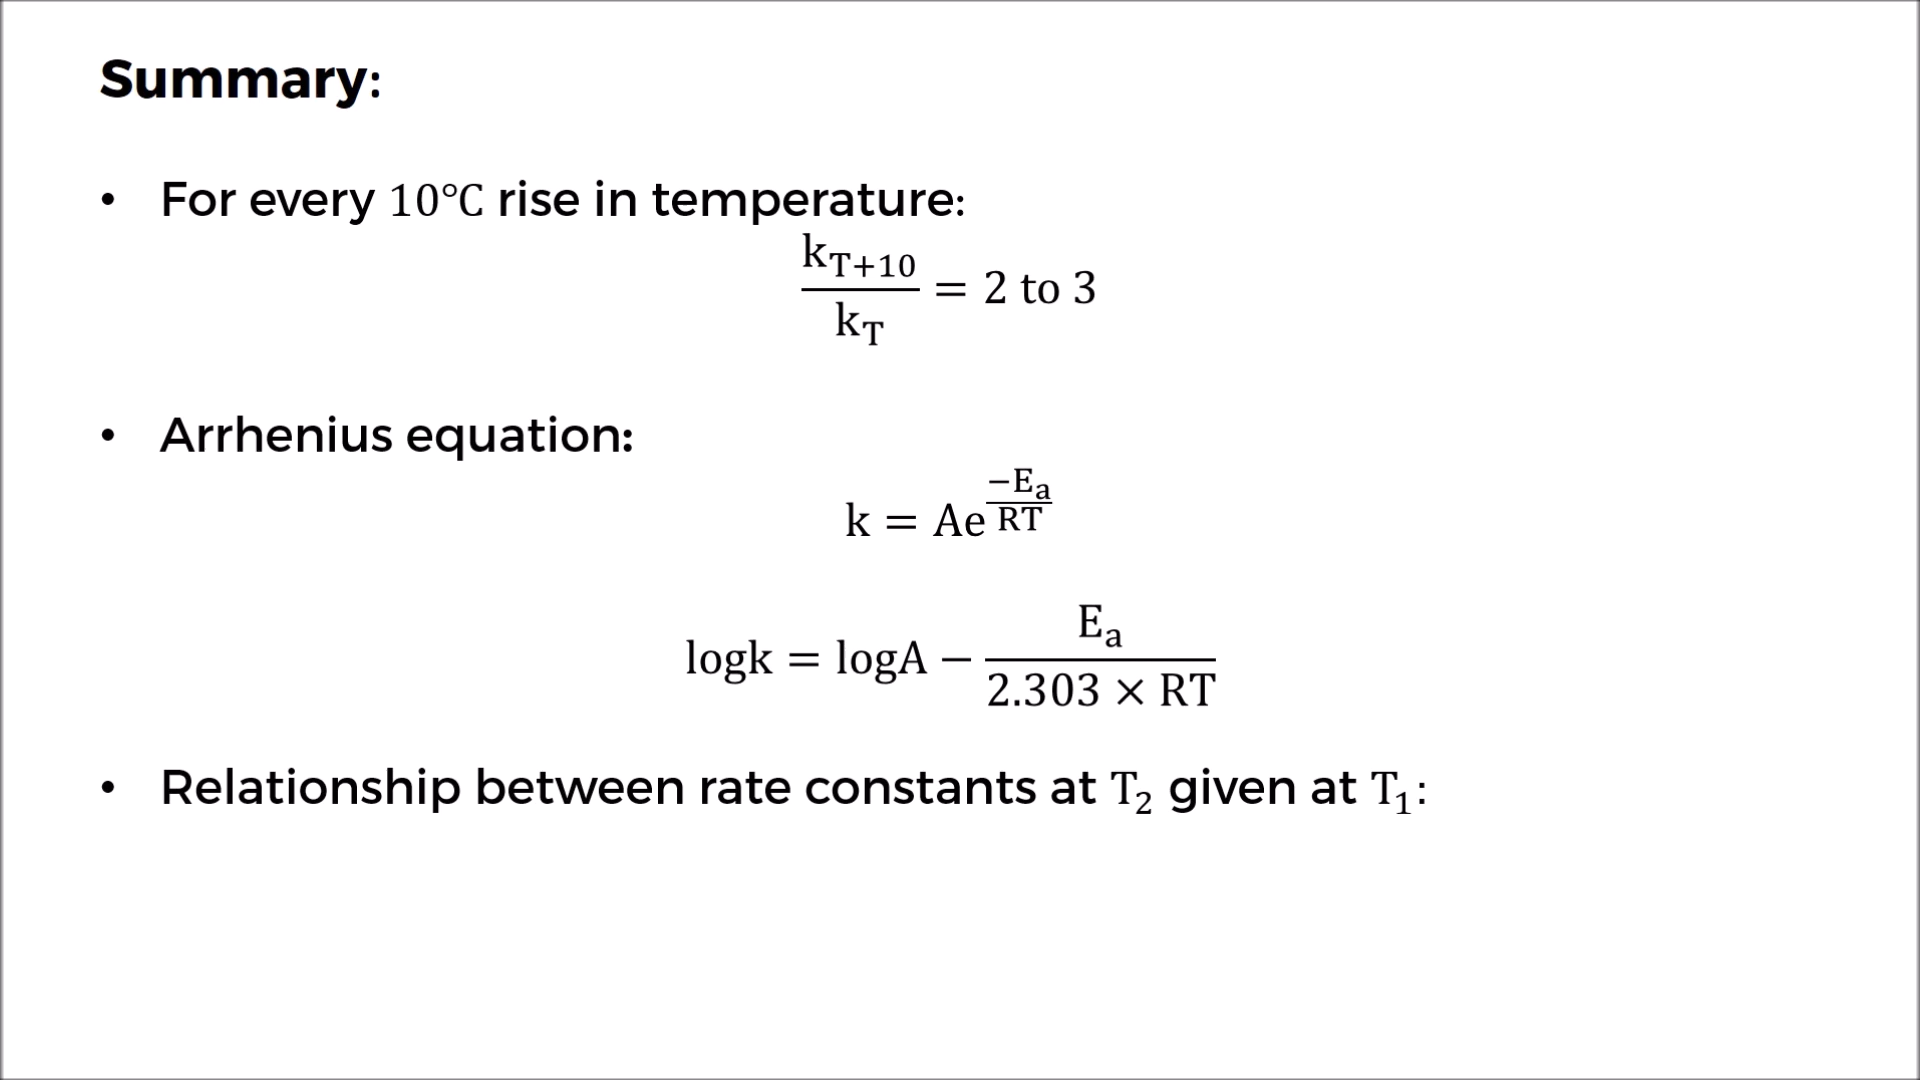 Summary:
• For every 10°C rise in temperature:
k_{T+10} / k_T = 2 to 3
• Arrhenius equation:
k = Ae^{−E_a / RT}
logk = logA − E_a / 2.303 × RT
• Relationship between rate constants at T₂ given at T₁: